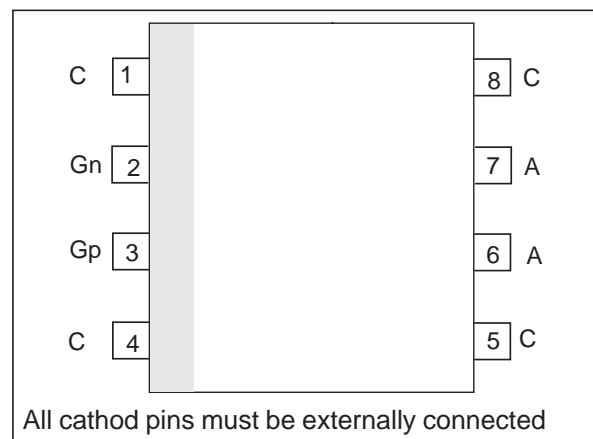 C 1 8 C
Gn 2 7 A
Gp 3 6 A
C 4 5 C
All cathod pins must be externally connected